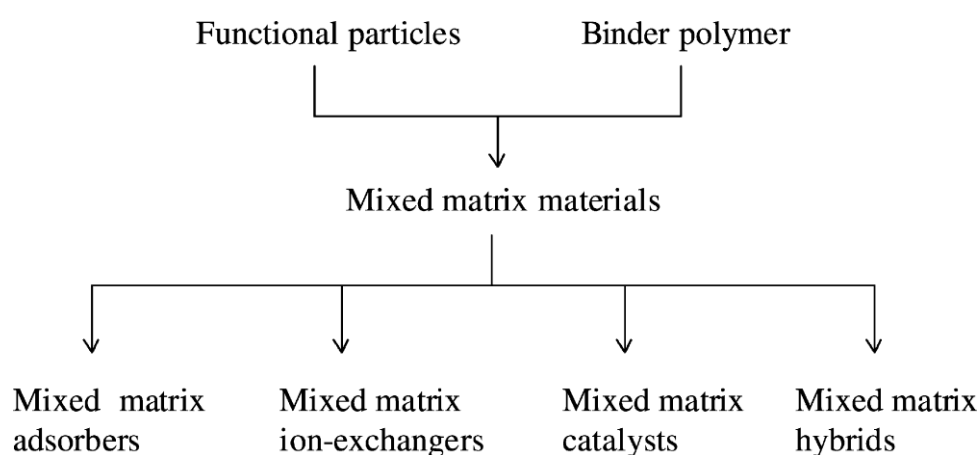 Functional particles Binder polymer
Mixed matrix materials
Mixed matrix
adsorbers
Mixed matrix
ion-exchangers
Mixed matrix
catalysts
Mixed matrix
hybrids